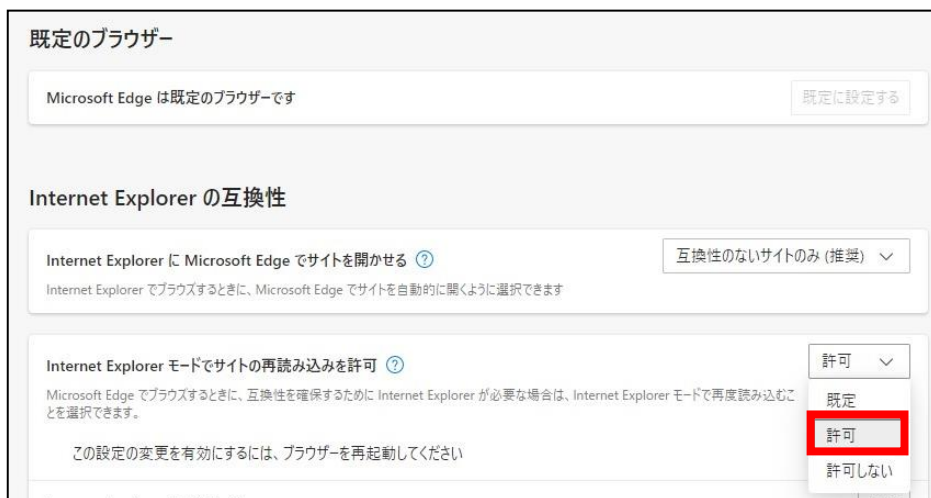 既定のブラウザー
Microsoft Edge は既定のブラウザーです
既定に設定する
Internet Explorer の互換性
Internet Explorer に Microsoft Edge でサイトを開かせる
互換性のないサイトのみ (推奨)
Internet Explorer でブラウズするときに、Microsoft Edge でサイトを自動的に開くように選択できます
Internet Explorer モードでサイトの再読み込みを許可
許可
Microsoft Edge でブラウズするときに、互換性を確保するために Internet Explorer が必要な場合は、Internet Explorer モードで再度読み込むこ
とを選択できます。
この設定の変更を有効にするには、ブラウザーを再起動してください
既定
許可
許可しない